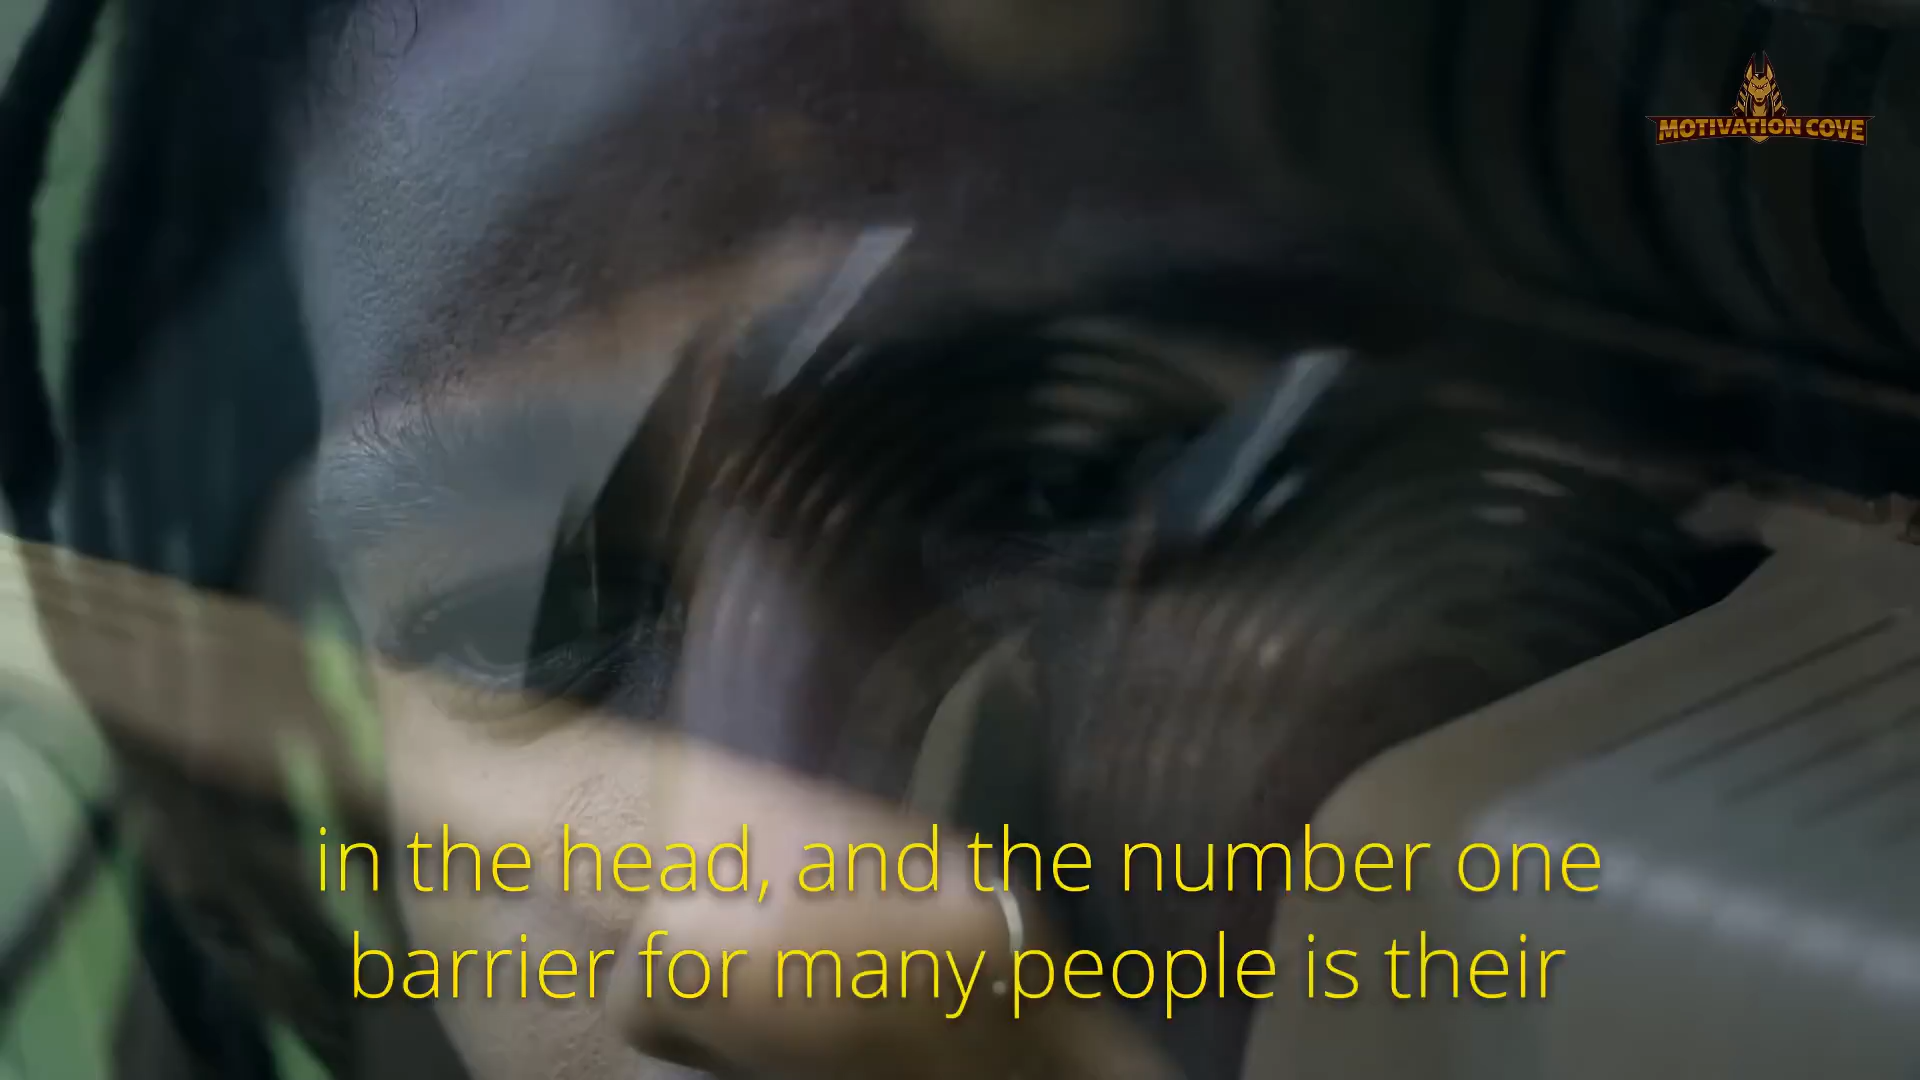 MOTIVATION COVE
in the head, and the number one
barrier for many people is their